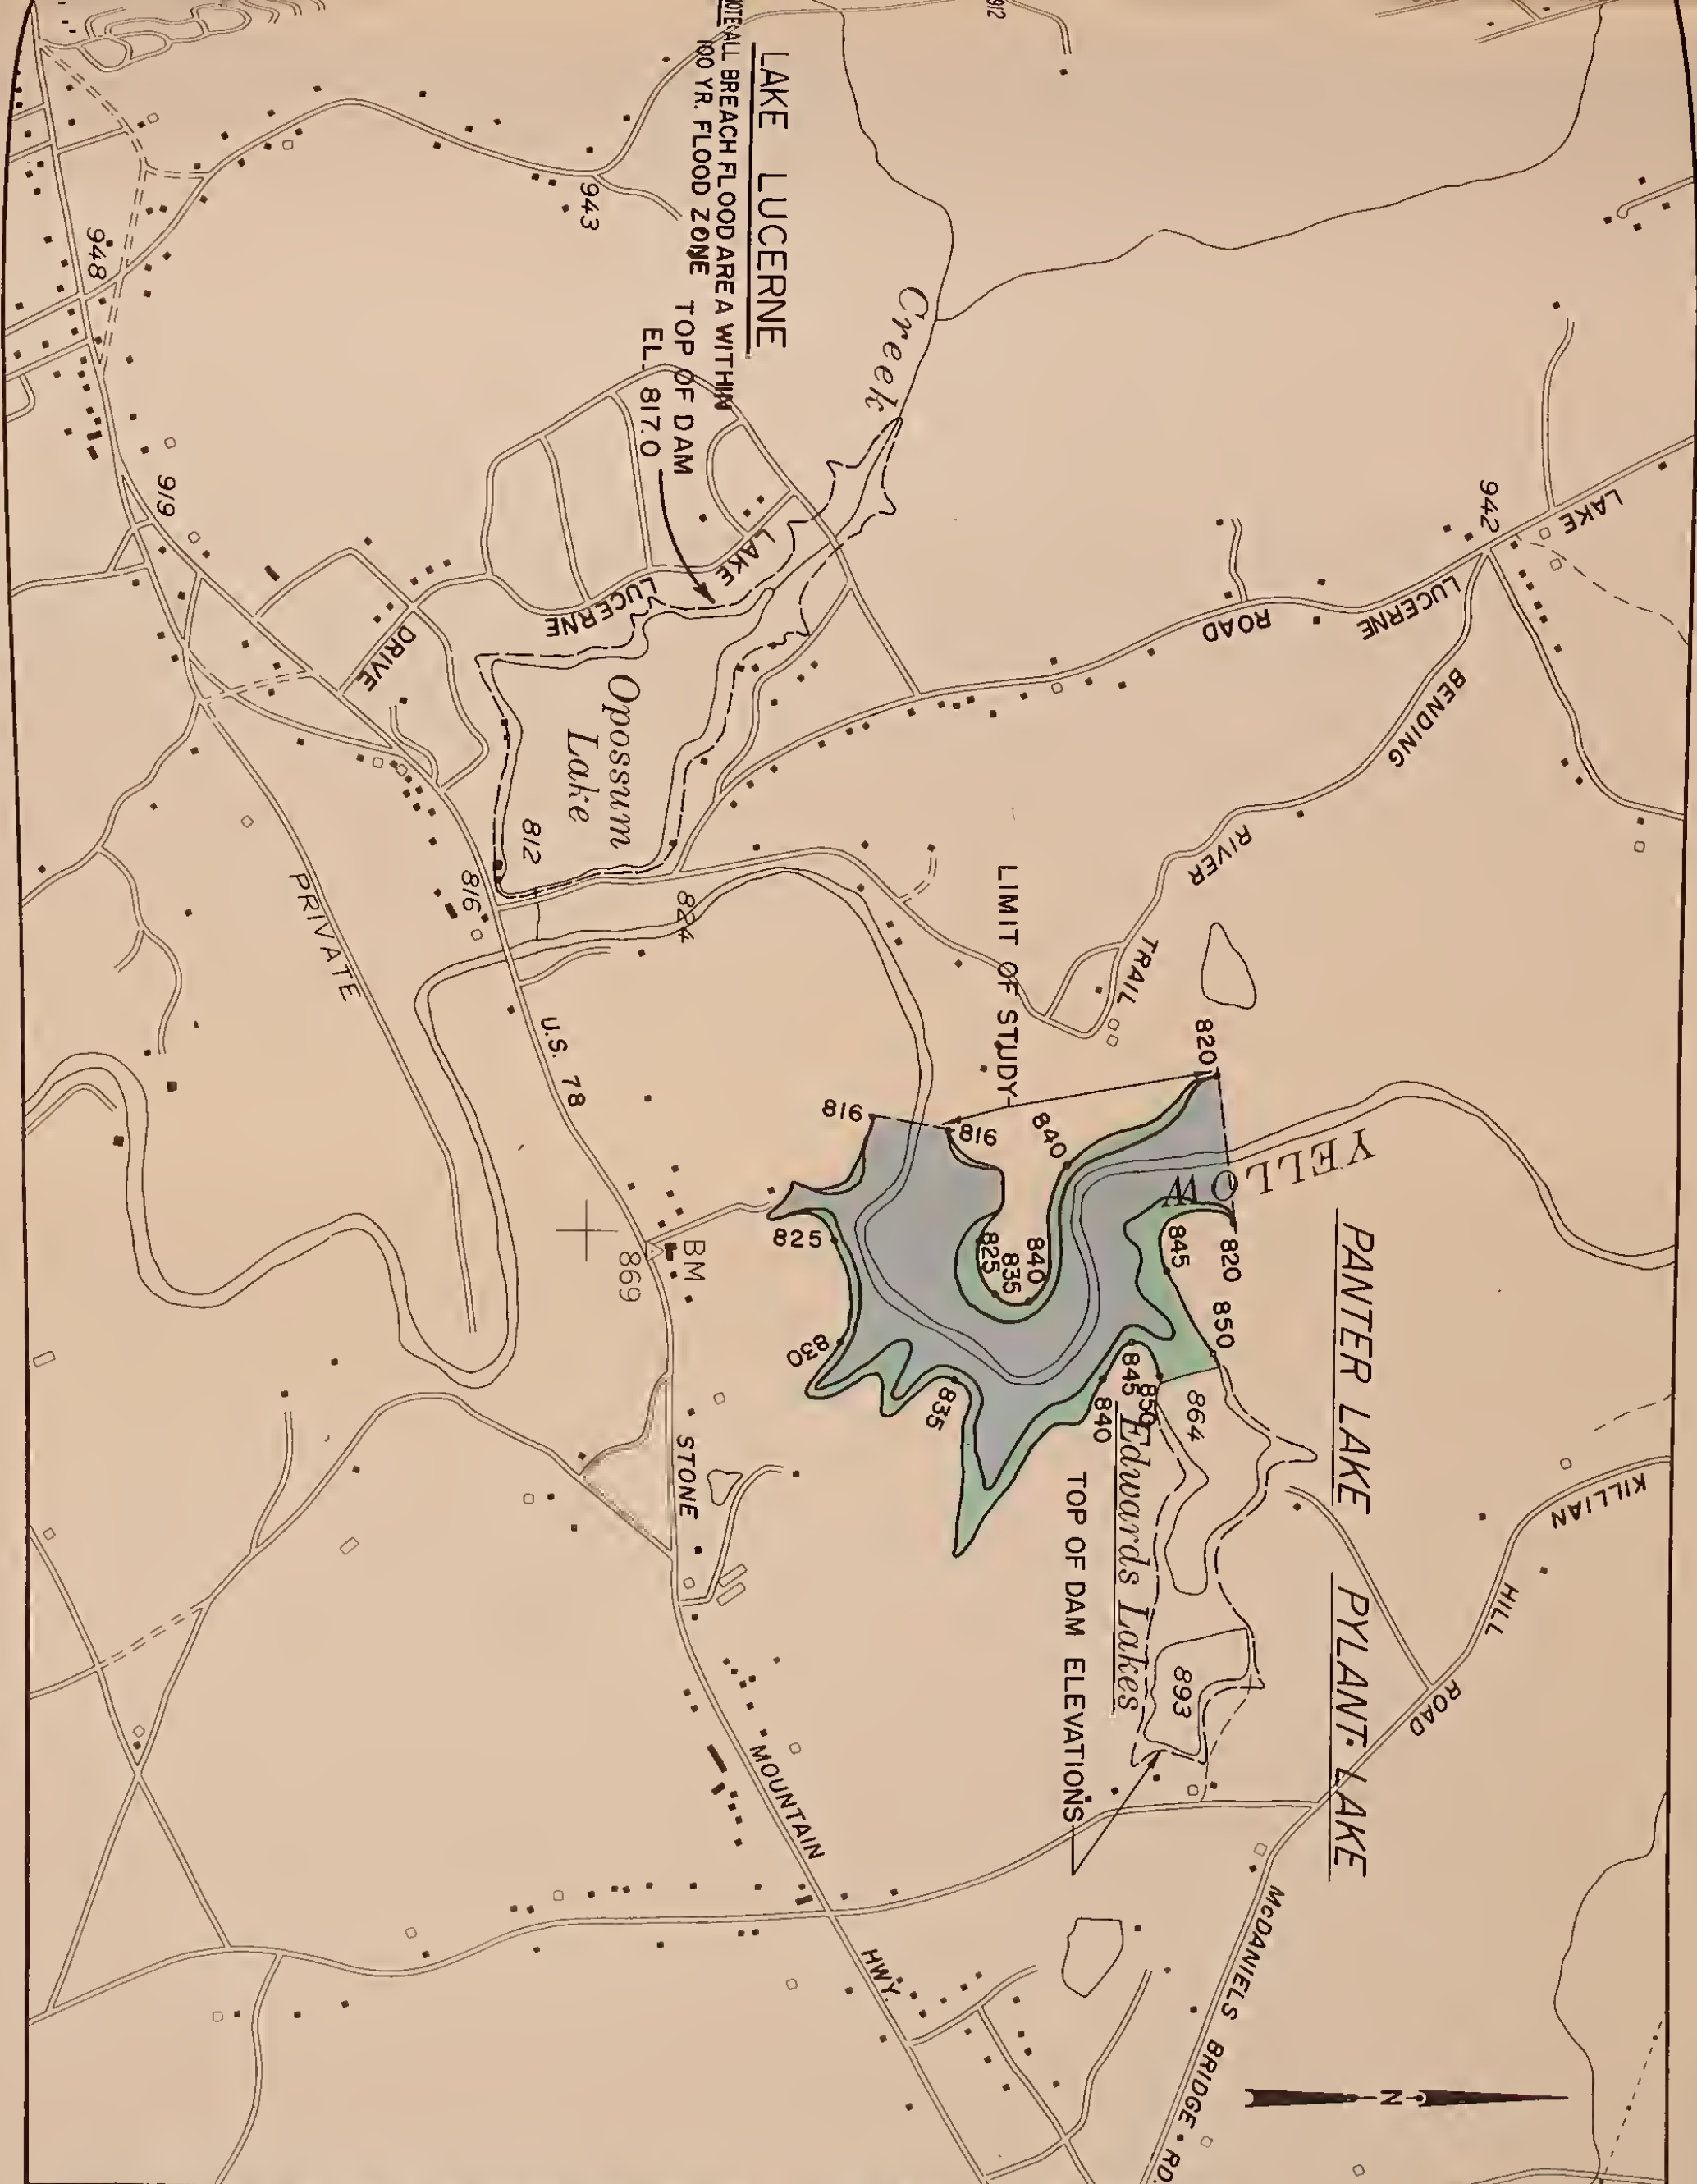 LAKE LUCERNE
NOTE: ALL BREACH FLOOD AREA WITHIN
100 YR. FLOOD ZONE
TOP OF DAM
EL. 817.0
Creek
912
943
948
919
942
LAKE
LUCERNE
ROAD
BENDING
RIVER
TRAIL
LAKE
LUCERNE
DRIVE
Opossum
Lake
812
816
824
PRIVATE
U.S. 78
LIMIT OF STUDY
820
816
816
840
YELLOW
825
825
835
840
845
820
850
830
835
845
850
840
864
BM
869
PANTER LAKE
PYLANT LAKE
Edwards Lakes
TOP OF DAM ELEVATIONS
893
KILLIAN
HILL
ROAD
STONE
MOUNTAIN
HWY.
McDANIELS BRIDGE RD.
N